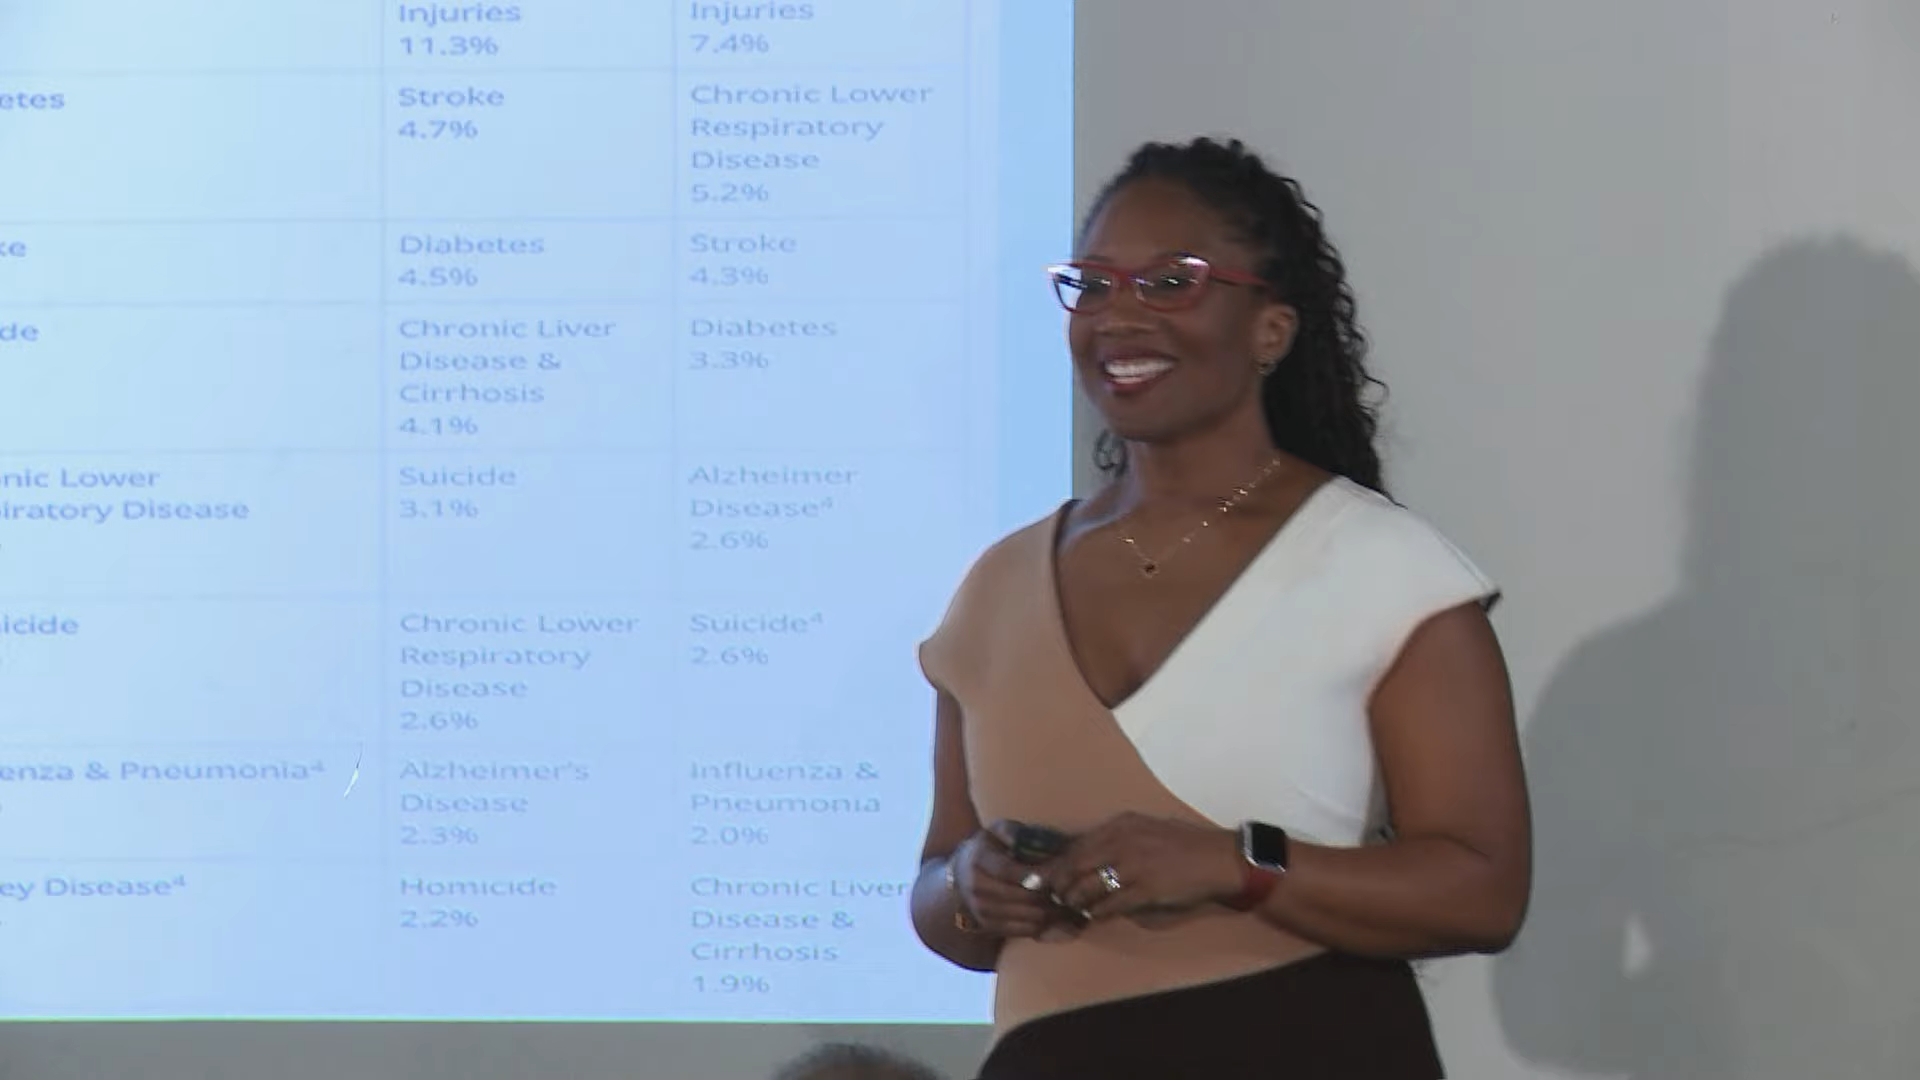 Injuries
11.3%
Injuries
7.4%
etes
Stroke
4.7%
Chronic Lower
Respiratory
Disease
5.2%
ke
Diabetes
4.5%
Stroke
4.3%
de
Chronic Liver
Disease &
Cirrhosis
4.1%
Diabetes
3.3%
nic Lower
iratory Disease
Suicide
3.1%
Alzheimer
Disease⁴
2.6%
icide
Chronic Lower
Respiratory
Disease
2.6%
Suicide⁴
2.6%
enza & Pneumonia⁴
Alzheimer's
Disease
2.3%
Influenza &
Pneumonia
2.0%
ey Disease⁴
Homicide
2.2%
Chronic Liver
Disease &
Cirrhosis
1.9%